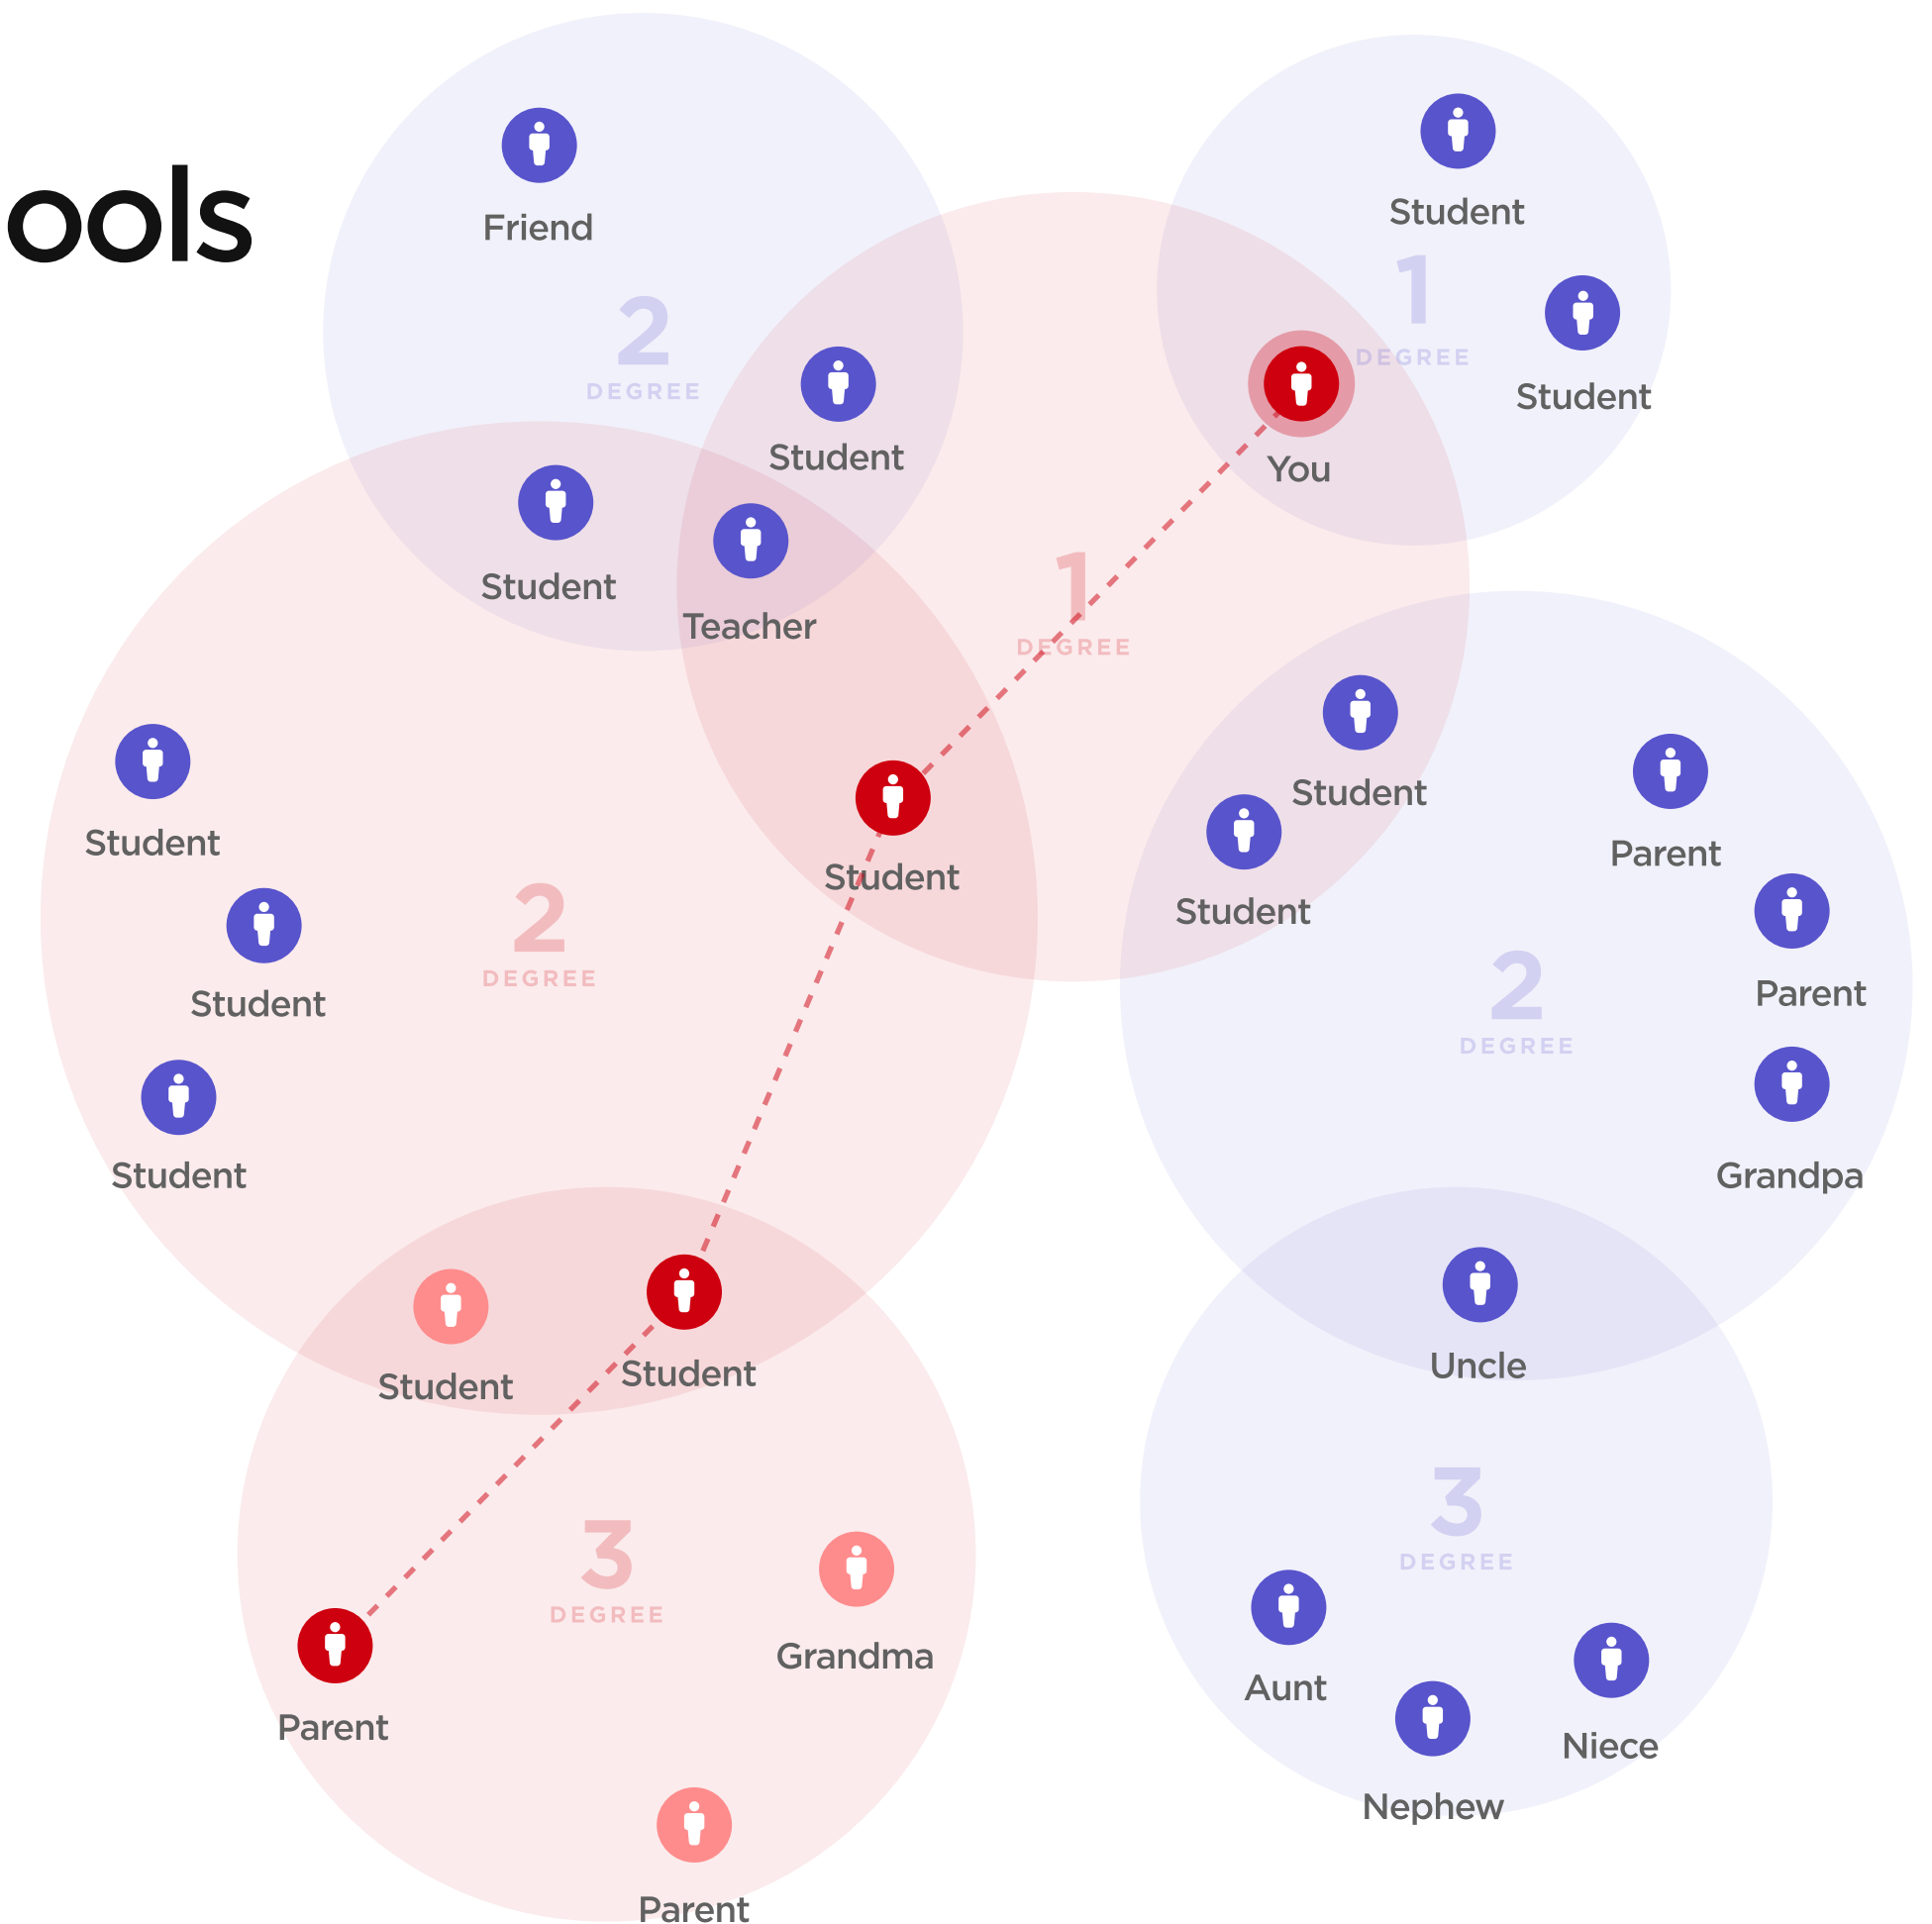 ools
Friend
2
DEGREE
Student
Student
Teacher
Student
1
DEGREE
Student
You
1
DEGREE
Student
Student
Student
Student
2
DEGREE
Student
Student
Student
Parent
Parent
2
DEGREE
Grandpa
Student
Student
Uncle
3
DEGREE
Parent
Grandma
Parent
3
DEGREE
Aunt
Nephew
Niece